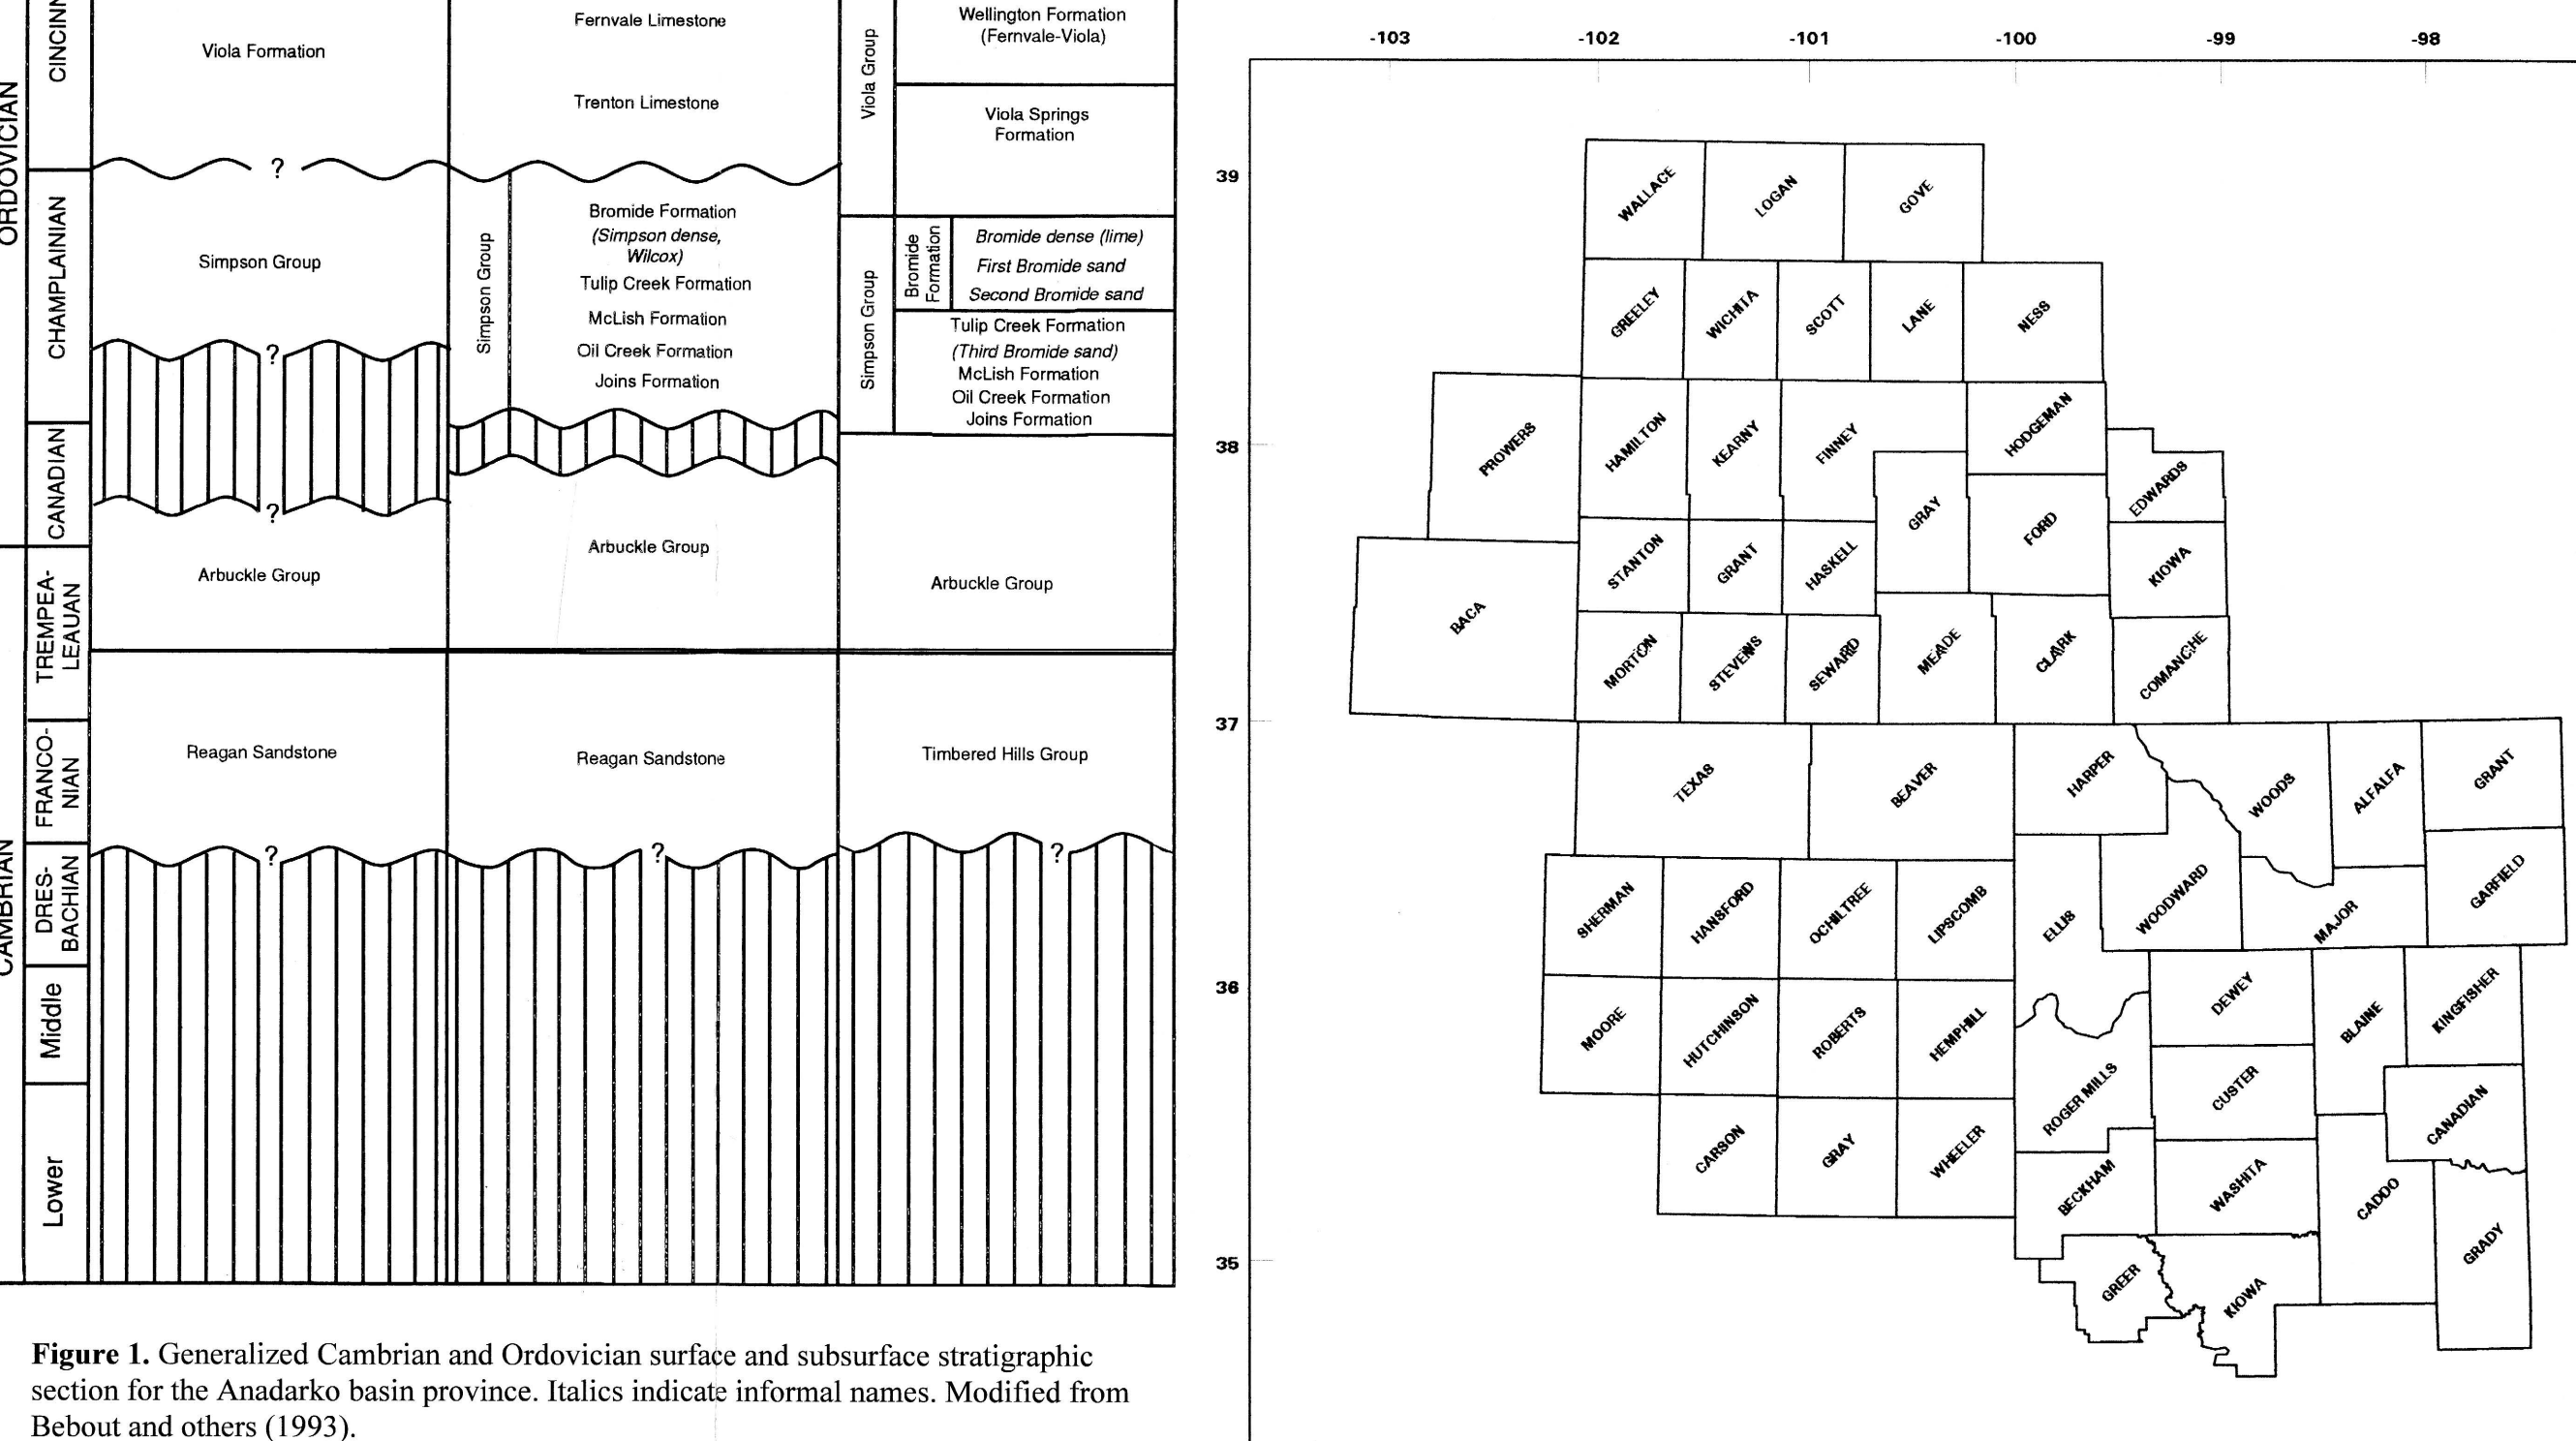 ORDOVICIAN
CHAMPLAINIAN
CANADIAN
TREMPEA-
LEAUAN
FRANCO-
NIAN
DRES-
BACHIAN
Middle
Lower
Viola Formation
?
Simpson Group
?
?
Arbuckle Group
Reagan Sandstone
?
Fernvale Limestone
Trenton Limestone
Simpson Group
Bromide Formation
(Simpson dense,
Wilcox)
Tulip Creek Formation
McLish Formation
Oil Creek Formation
Joins Formation
Arbuckle Group
Reagan Sandstone
?
Viola Group
Wellington Formation
(Fernvale-Viola)
Viola Springs
Formation
Simpson Group
Bromide
Formation
Bromide dense (lime)
First Bromide sand
Second Bromide sand
Tulip Creek Formation
(Third Bromide sand)
McLish Formation
Oil Creek Formation
Joins Formation
Arbuckle Group
Timbered Hills Group
?
Figure 1. Generalized Cambrian and Ordovician surface and subsurface stratigraphic
section for the Anadarko basin province. Italics indicate informal names. Modified from
Bebout and others (1993).
-103 -102 -101 -100 -99 -98
39
38
37
36
35
WALLACE LOGAN GOVE
GREELEY WICHITA SCOTT LANE NESS
PROWERS HAMILTON KEARNY FINNEY HODGEMAN
EDWARDS
GRAY FORD
STANTON GRANT HASKELL KIOWA
BACA
MORTON STEVENS SEWARD MEADE CLARK COMANCHE
TEXAS BEAVER HARPER WOODS ALFALFA GRANT
SHERMAN HANSFORD OCHILTREE LIPSCOMB ELLIS WOODWARD MAJOR GARFIELD
MOORE HUTCHINSON ROBERTS HEMPHILL DEWEY BLAINE KINGFISHER
ROGER MILLS CUSTER CANADIAN
CARSON GRAY WHEELER
BECKHAM WASHITA CADDO GRADY
GREER KIOWA